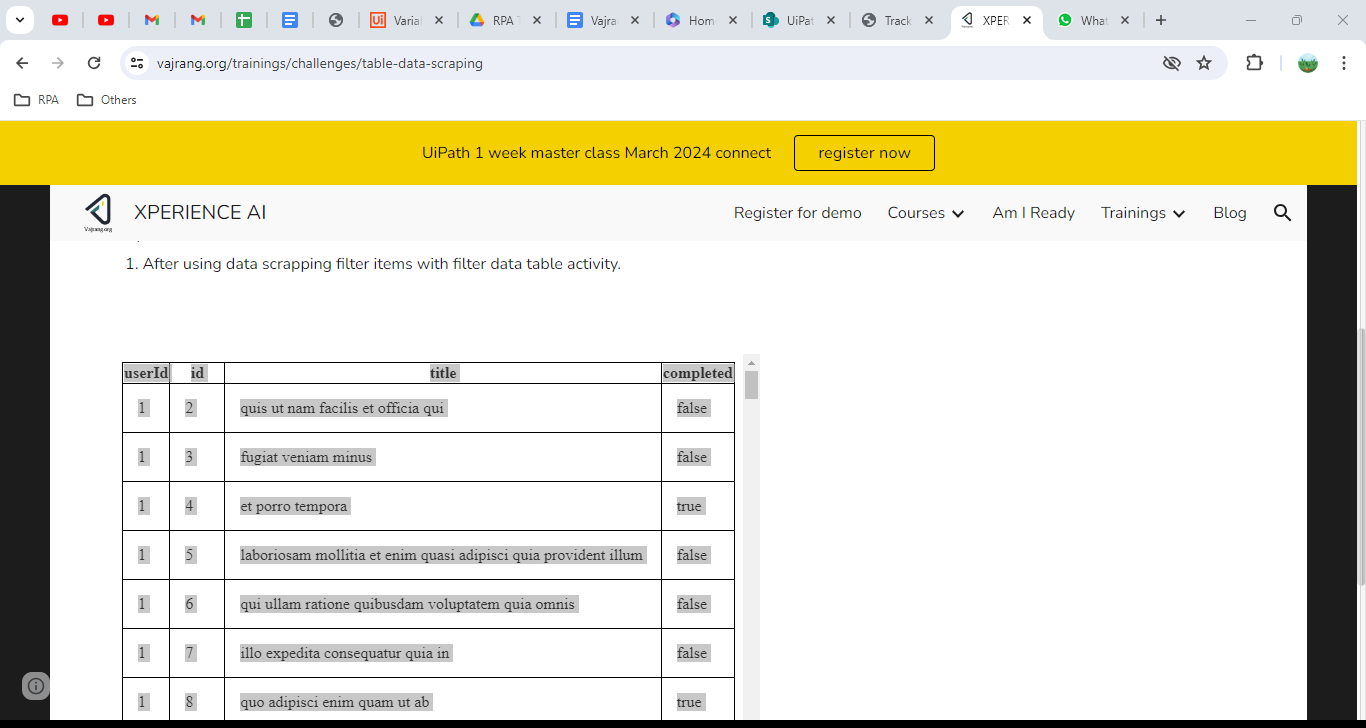 Ui Varial
RPA T
Vajra
Hom
S UiPat
Track
XPER
What
vajrang.org/trainings/challenges/table-data-scraping
RPA Others
UiPath 1 week master class March 2024 connect register now
Vajrang.org XPERIENCE AI Register for demo Courses Am I Ready Trainings Blog
1. After using data scrapping filter items with filter data table activity.
userId id title completed
1 2 quis ut nam facilis et officia qui false
1 3 fugiat veniam minus false
1 4 et porro tempora true
1 5 laboriosam mollitia et enim quasi adipisci quia provident illum false
1 6 qui ullam ratione quibusdam voluptatem quia omnis false
1 7 illo expedita consequatur quia in false
1 8 quo adipisci enim quam ut ab true